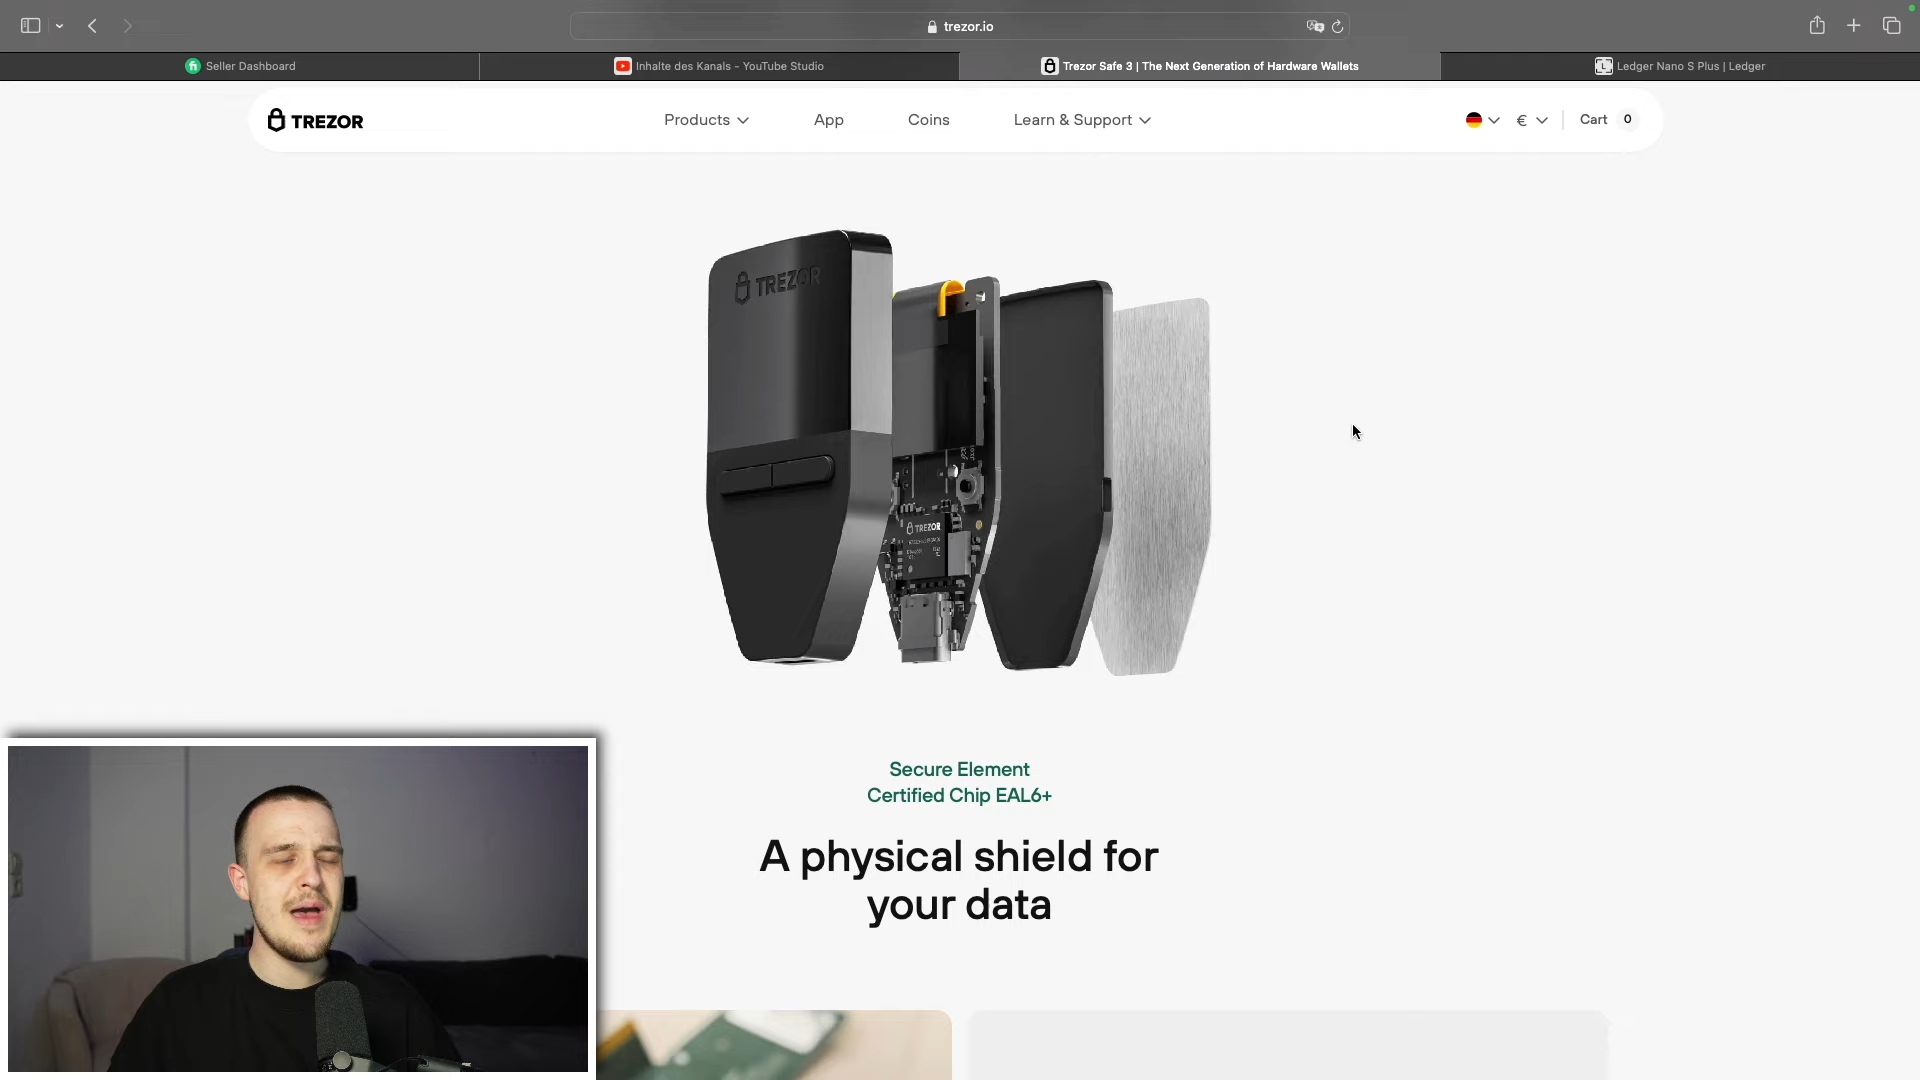 trezor.io
Seller Dashboard
Inhalte des Kanals – YouTube Studio
Trezor Safe 3 | The Next Generation of Hardware Wallets
Ledger Nano S Plus | Ledger
TREZOR
Products
App
Coins
Learn & Support
€
Cart
0
TREZOR
TREZOR
Secure Element
Certified Chip EAL6+
A physical shield for
your data